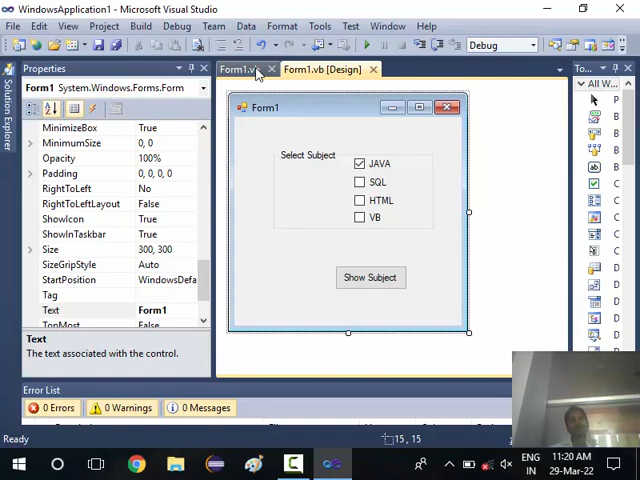 WindowsApplication1 - Microsoft Visual Studio
File Edit View Project Build Debug Team Data Format Tools Test Window Help
Debug
Solution Explorer
Properties
Form1 System.Windows.Forms.Form
MinimizeBox True
MinimumSize 0, 0
Opacity 100%
Padding 0, 0, 0, 0
RightToLeft No
RightToLeftLayout False
ShowIcon True
ShowInTaskbar True
Size 300, 300
SizeGripStyle Auto
StartPosition WindowsDefa
Tag
Text Form1
TopMost False
Text
The text associated with the control.
Form1.vb
Form1.vb [Design]
Form1
Select Subject
JAVA
SQL
HTML
VB
Show Subject
To...
All W...
P
B
B
B
B
C
C
C
C
C
C
D
D
D
D
D
Error List
0 Errors 0 Warnings 0 Messages
Ready
15, 15
ENG
IN
11:20 AM
29-Mar-22